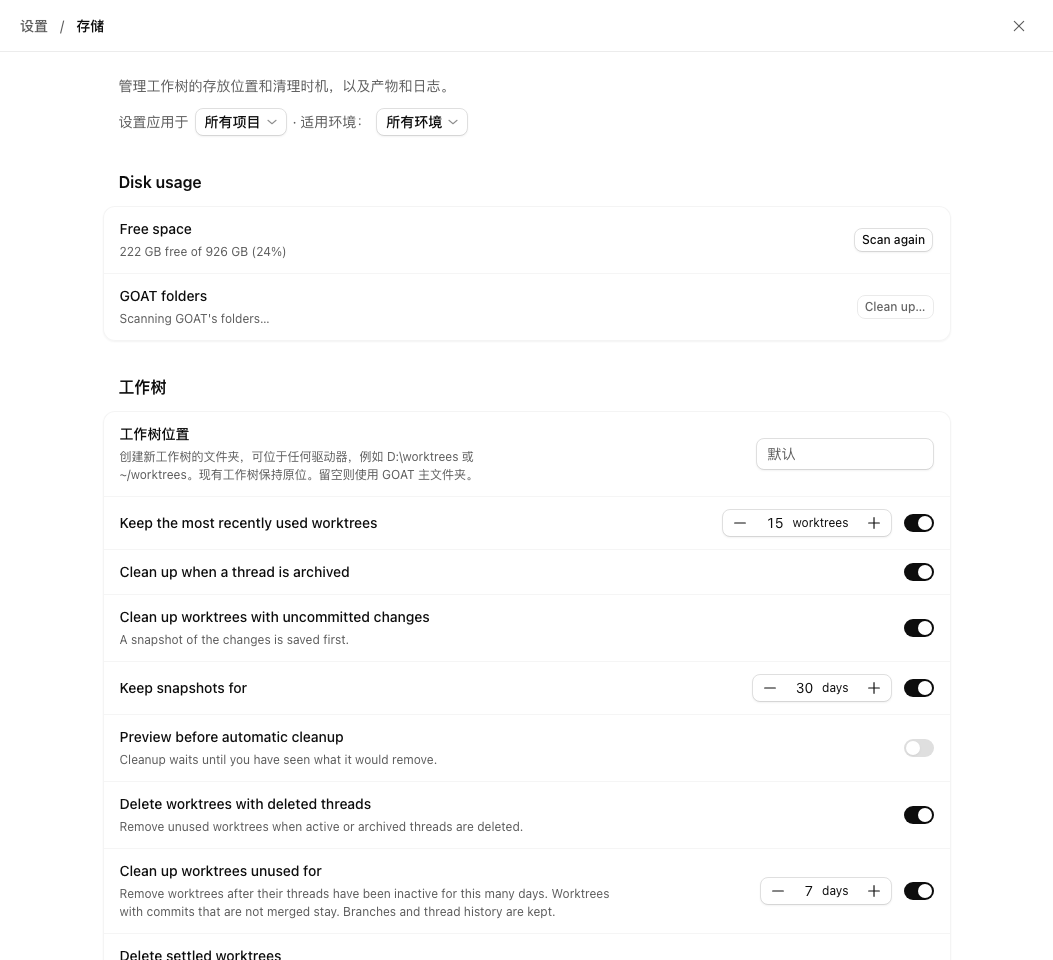 设置 / 存储
管理工作树的存放位置和清理时机，以及产物和日志。
设置应用于 所有项目 · 适用环境： 所有环境
Disk usage
Free space
222 GB free of 926 GB (24%)
Scan again
GOAT folders
Scanning GOAT's folders...
Clean up...
工作树
工作树位置
创建新工作树的文件夹，可位于任何驱动器，例如 D:\worktrees 或
~/worktrees。现有工作树保持原位。留空则使用 GOAT 主文件夹。
默认
Keep the most recently used worktrees
15 worktrees
Clean up when a thread is archived
Clean up worktrees with uncommitted changes
A snapshot of the changes is saved first.
Keep snapshots for
30 days
Preview before automatic cleanup
Cleanup waits until you have seen what it would remove.
Delete worktrees with deleted threads
Remove unused worktrees when active or archived threads are deleted.
Clean up worktrees unused for
Remove worktrees after their threads have been inactive for this many days. Worktrees
with commits that are not merged stay. Branches and thread history are kept.
7 days
Delete settled worktrees